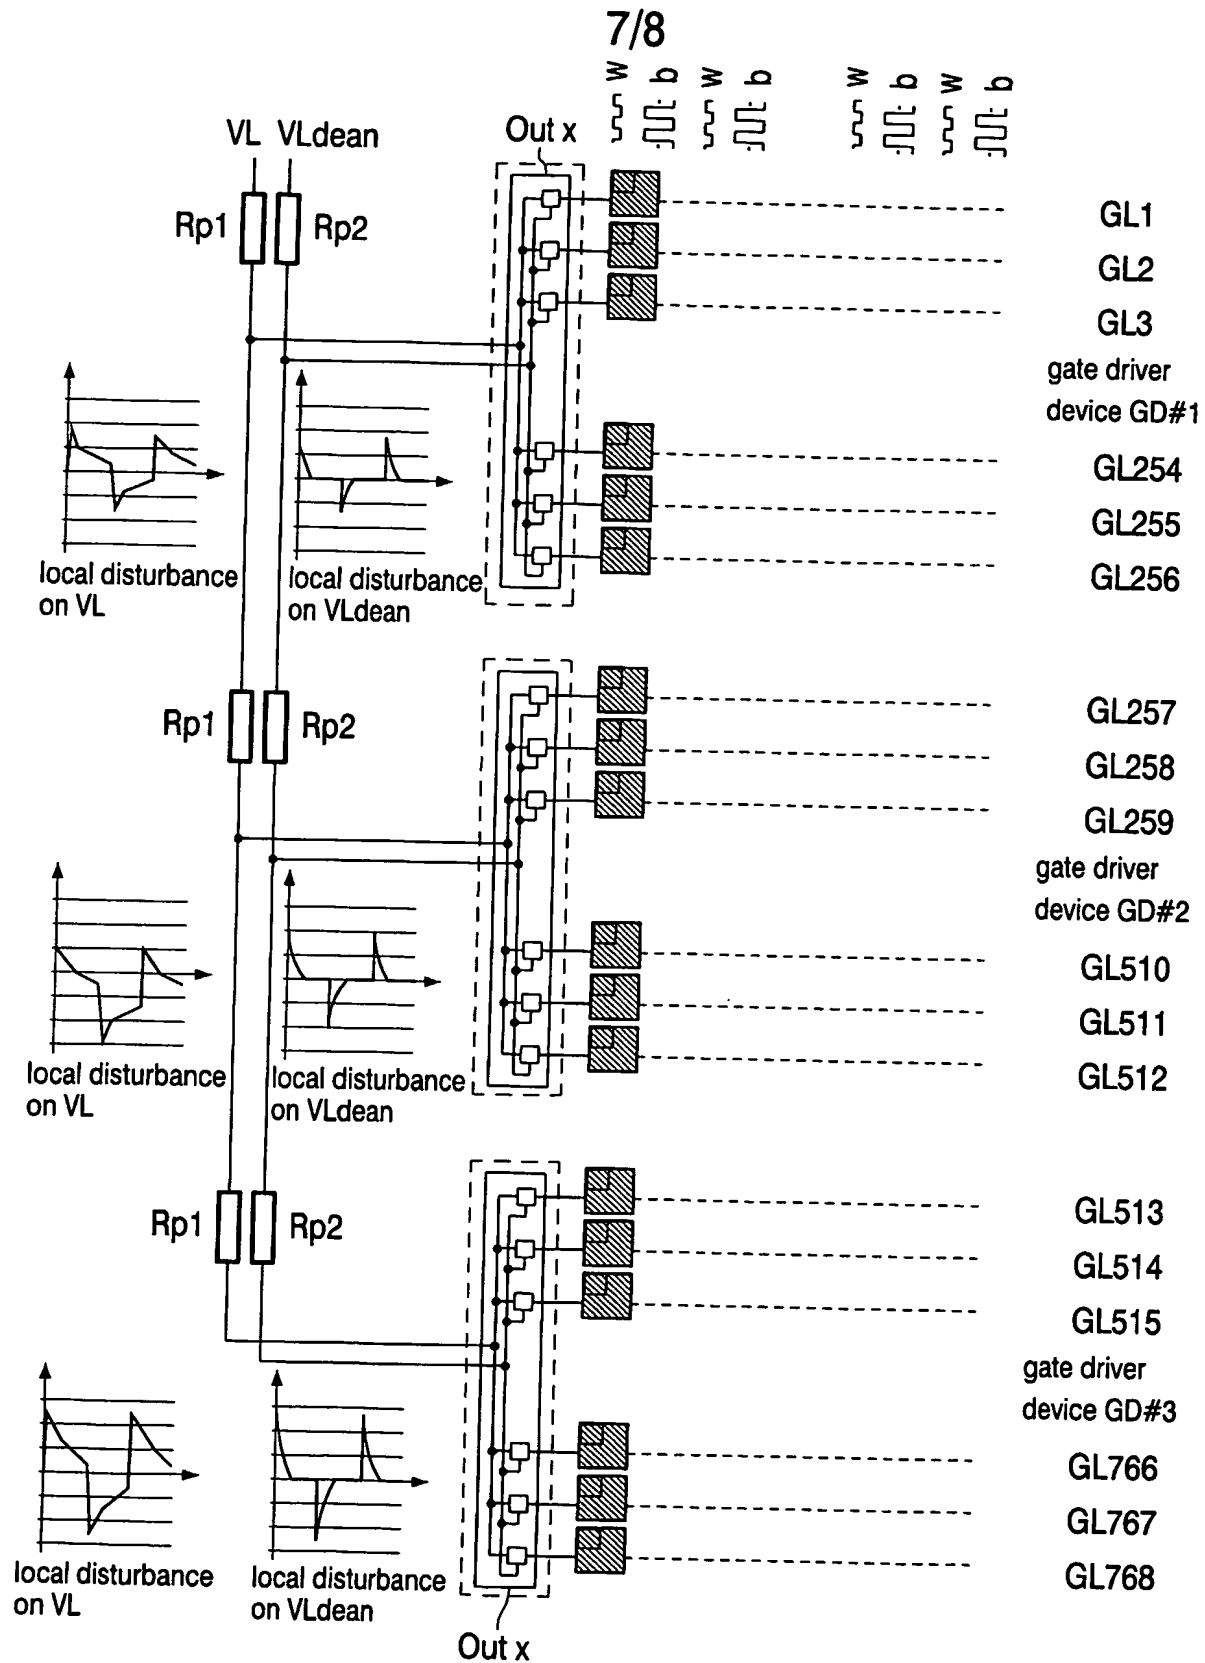 7/8
w b w b w b w b
VL VLdean Out x
Rp1 Rp2
GL1
GL2
GL3
gate driver
device GD#1
GL254
GL255
GL256
local disturbance
on VL
local disturbance
on VLdean
Rp1 Rp2
GL257
GL258
GL259
gate driver
device GD#2
GL510
GL511
GL512
local disturbance
on VL
local disturbance
on VLdean
Rp1 Rp2
GL513
GL514
GL515
gate driver
device GD#3
GL766
GL767
GL768
local disturbance
on VL
local disturbance
on VLdean
Out x